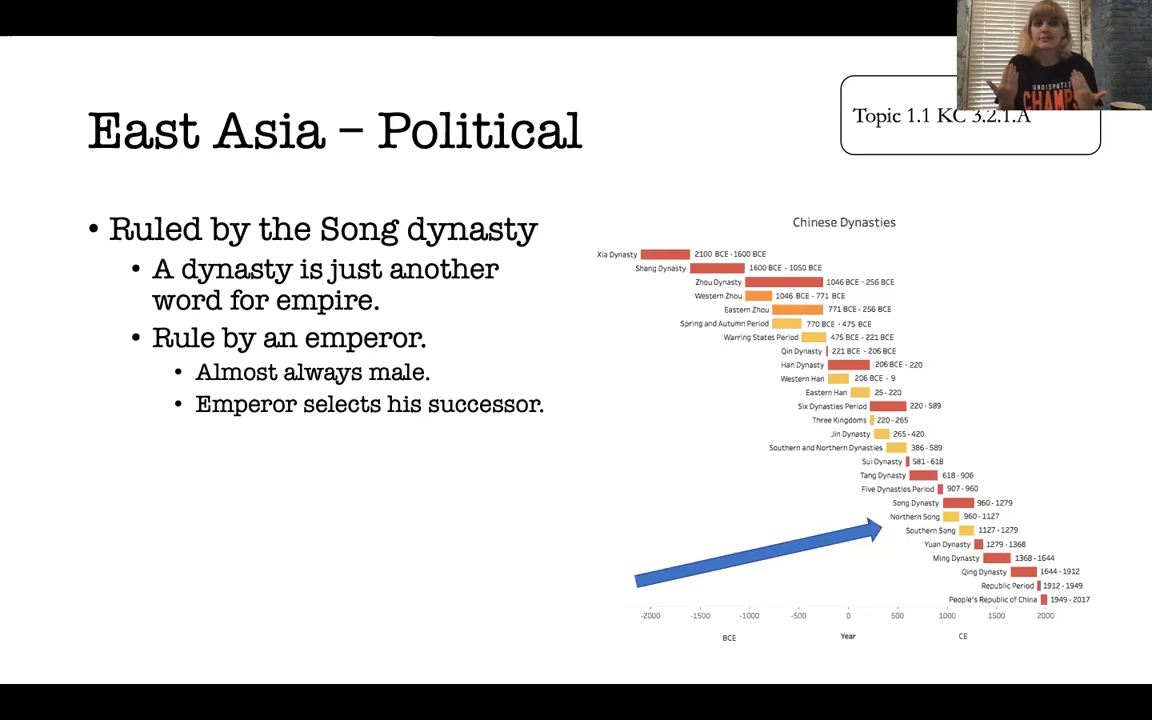 East Asia – Political
Topic 1.1 KC 3.2.1.A
UNDISPUTED
CHAMPS
• Ruled by the Song dynasty
• A dynasty is just another
word for empire.
• Rule by an emperor.
• Almost always male.
• Emperor selects his successor.
Chinese Dynasties
Xia Dynasty 2100 BCE -1600 BCE
Shang Dynasty 1600 BCE - 1050 BCE
Zhou Dynasty 1046 BCE - 256 BCE
Western Zhou 1046 BCE - 771 BCE
Eastern Zhou 771 BCE - 256 BCE
Spring and Autumn Period 770 BCE - 475 BCE
Warring States Period 475 BCE - 221 BCE
Qin Dynasty 221 BCE - 206 BCE
Han Dynasty 206 BCE - 220
Western Han 206 BCE - 9
Eastern Han 25 - 220
Six Dynasties Period 220 - 589
Three Kingdoms 220 - 265
Jin Dynasty 265 - 420
Southern and Northern Dynasties 386 - 589
Sui Dynasty 581 - 618
Tang Dynasty 618 - 906
Five Dynasties Period 907 - 960
Song Dynasty 960 - 1279
Northern Song 960 - 1127
Southern Song 1127 - 1279
Yuan Dynasty 1279 - 1368
Ming Dynasty 1368 - 1644
Qing Dynasty 1644 - 1912
Republic Period 1912 - 1949
People's Republic of China 1949 - 2017
-2000 -1500 -1000 -500 0 500 1000 1500 2000
BCE Year CE